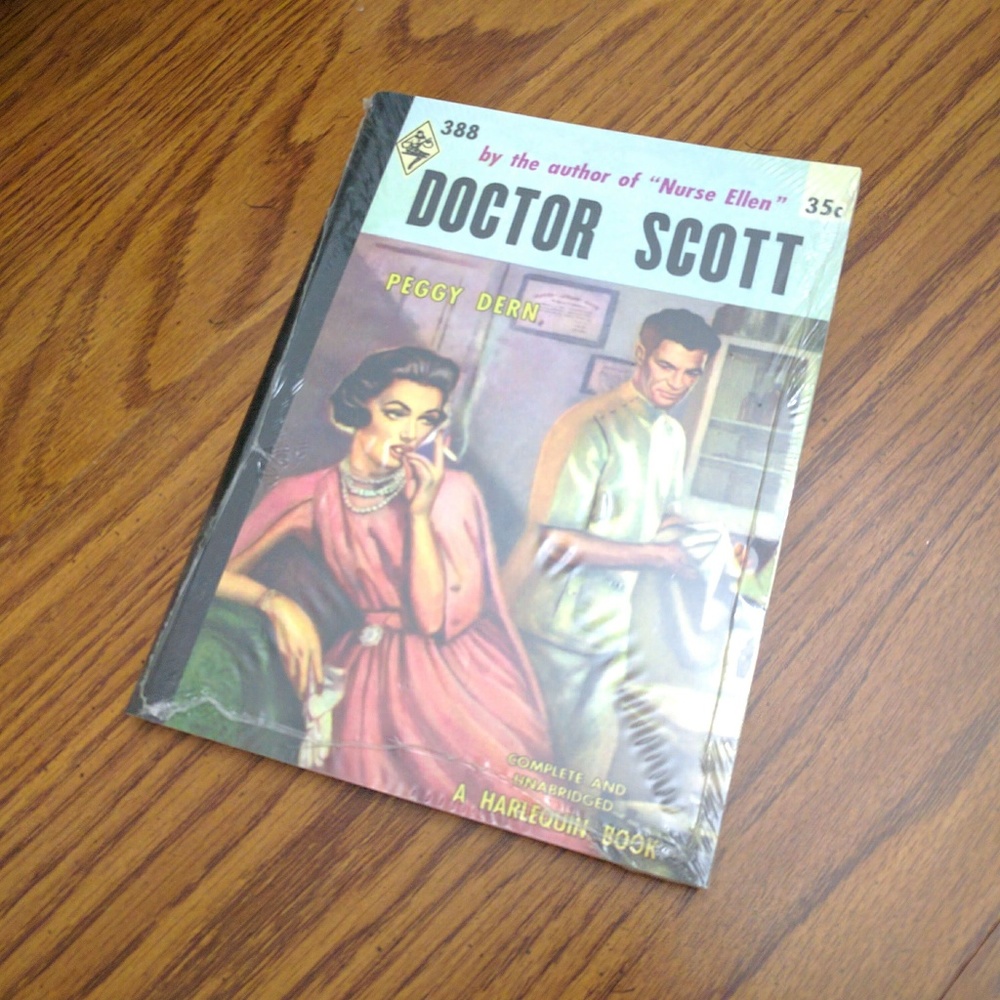 388
by the author of "Nurse Ellen"
35c
DOCTOR SCOTT
PEGGY DERN
COMPLETE AND
UNABRIDGED
A HARLEQUIN BOOK